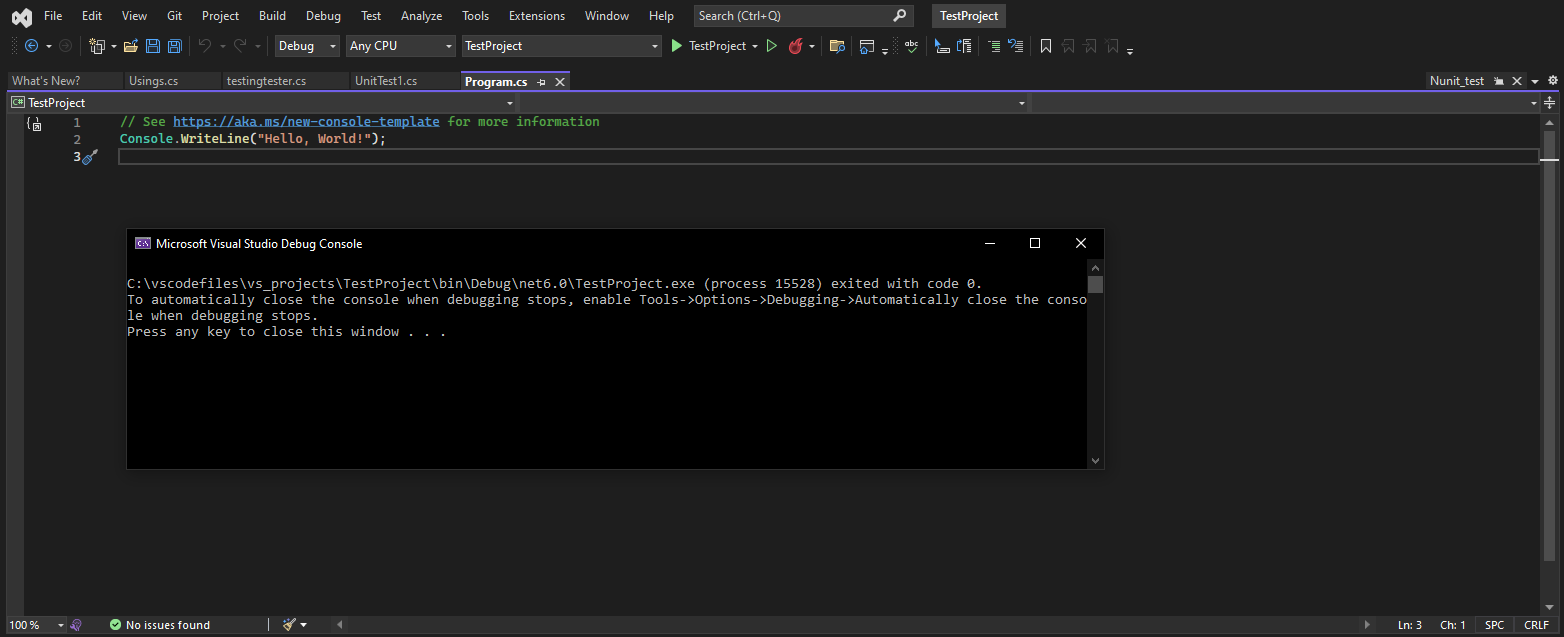 File Edit View Git Project Build Debug Test Analyze Tools Extensions Window Help Search (Ctrl+Q) TestProject
Debug Any CPU TestProject TestProject abc
What's New? Usings.cs testingtester.cs UnitTest1.cs Program.cs Nunit_test
C# TestProject
1 // See https://aka.ms/new-console-template for more information
2 Console.WriteLine("Hello, World!");
3
C:\ Microsoft Visual Studio Debug Console
C:\vscodefiles\vs_projects\TestProject\bin\Debug\net6.0\TestProject.exe (process 15528) exited with code 0.
To automatically close the console when debugging stops, enable Tools->Options->Debugging->Automatically close the conso
le when debugging stops.
Press any key to close this window . . .
100 % No issues found Ln: 3 Ch: 1 SPC CRLF